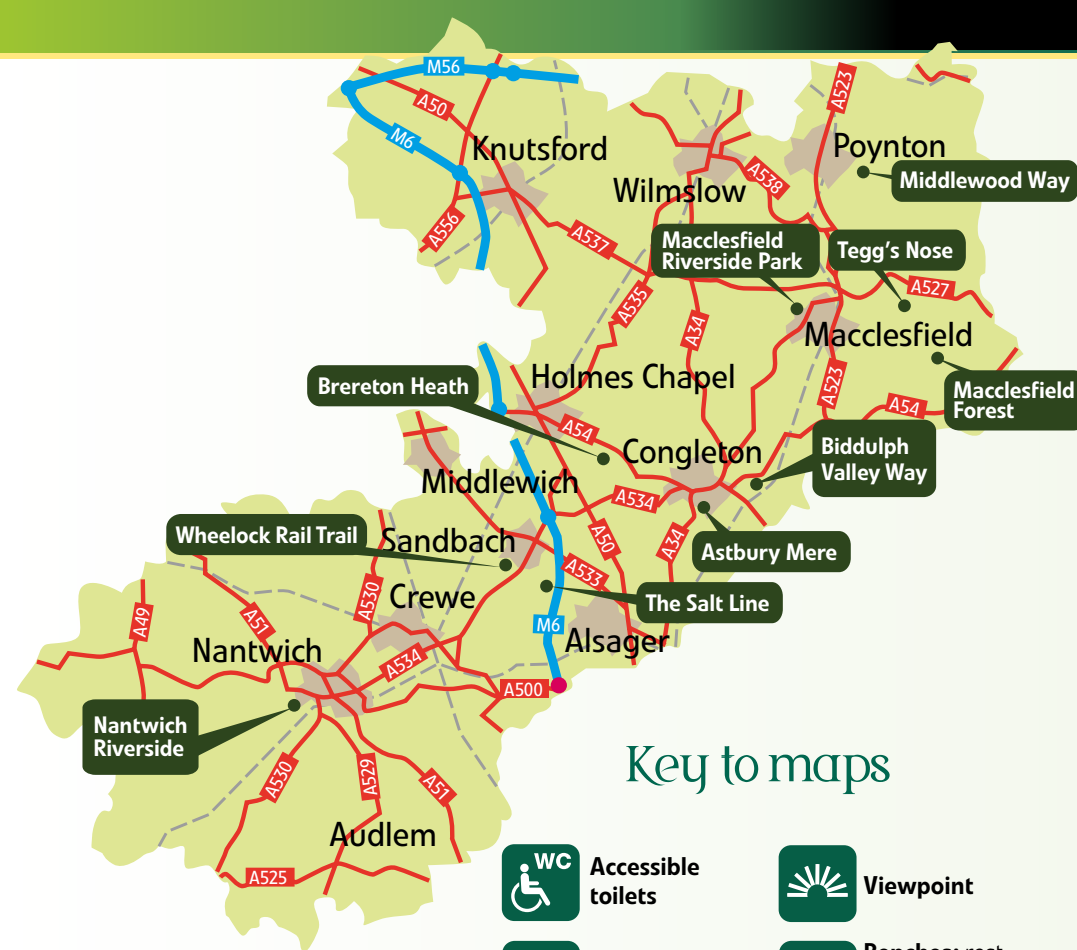 M56
A50
M6
Knutsford
A556
A537
Wilmslow
A538
A523
Poynton
Middlewood Way
Macclesfield
Riverside Park
Tegg's Nose
A527
A535
A34
Macclesfield
A523
Macclesfield
Forest
A54
Brereton Heath
Holmes Chapel
A54
Congleton
Biddulph
Valley Way
Middlewich
A534
A50
A34
Astbury Mere
Wheelock Rail Trail
Sandbach
A533
The Salt Line
A530
Crewe
M6
Alsager
A49
A51
Nantwich
A534
A500
Nantwich
Riverside
A530
A529
A51
Audlem
A525
Key to maps
WC
Accessible
toilets
Viewpoint